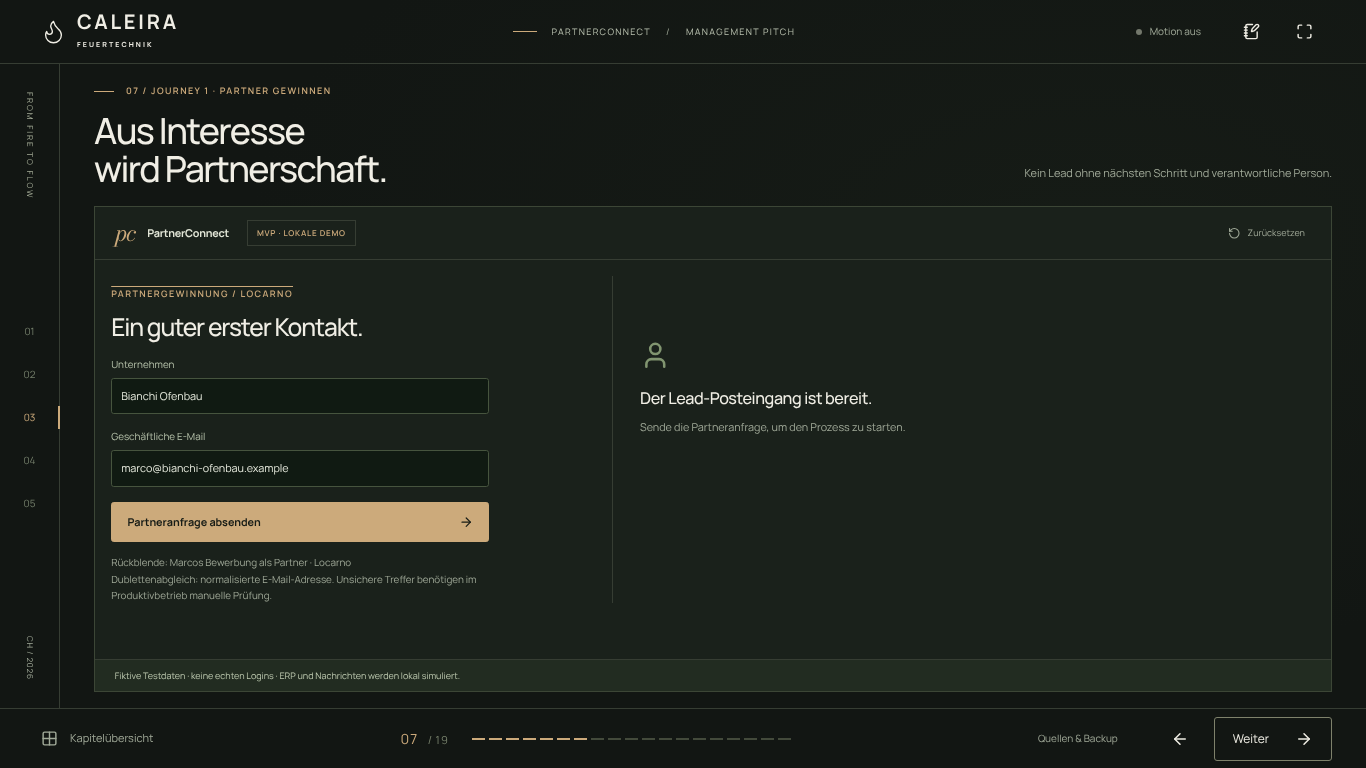 CALEIRA
FEUERTECHNIK
PARTNERCONNECT / MANAGEMENT PITCH
Motion aus
FROM FIRE TO FLOW
01
02
03
04
05
CH / 2026
07 / JOURNEY 1 · PARTNER GEWINNEN
Aus Interesse
wird Partnerschaft.
Kein Lead ohne nächsten Schritt und verantwortliche Person.
pc PartnerConnect
MVP · LOKALE DEMO
Zurücksetzen
PARTNERGEWINNUNG / LOCARNO
Ein guter erster Kontakt.
Unternehmen
Bianchi Ofenbau
Geschäftliche E-Mail
marco@bianchi-ofenbau.example
Partneranfrage absenden
Rückblende: Marcos Bewerbung als Partner · Locarno
Dublettenabgleich: normalisierte E-Mail-Adresse. Unsichere Treffer benötigen im
Produktivbetrieb manuelle Prüfung.
Der Lead-Posteingang ist bereit.
Sende die Partneranfrage, um den Prozess zu starten.
Fiktive Testdaten · keine echten Logins · ERP und Nachrichten werden lokal simuliert.
Kapitelübersicht
07 / 19
Quellen & Backup
Weiter